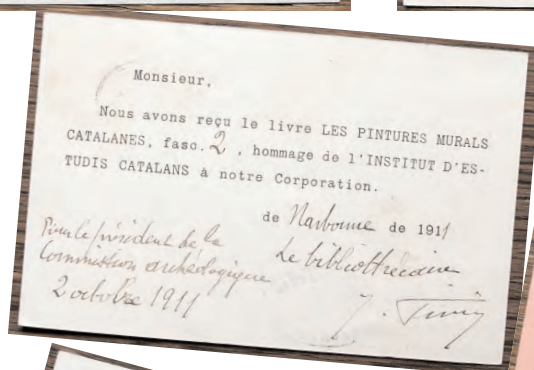 Monsieur,
Nous avons reçu le livre LES PINTURES MURALS
CATALANES, fasc. 2 , hommage de l'INSTITUT D'ES-
TUDIS CATALANS à notre Corporation.
de Narbonne de 1911
Pour le président de la
Commission archéologique
2 octobre 1911
Le bibliothécaire